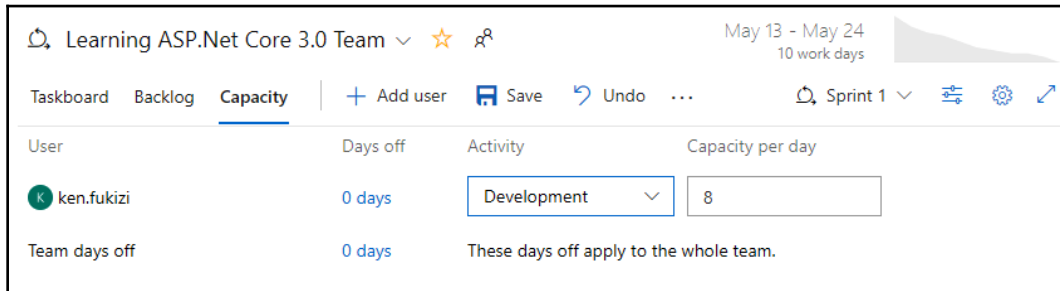 Learning ASP.Net Core 3.0 Team
May 13 - May 24
10 work days
Taskboard Backlog Capacity + Add user Save Undo ... Sprint 1
User Days off Activity Capacity per day
K ken.fukizi 0 days Development 8
Team days off 0 days These days off apply to the whole team.